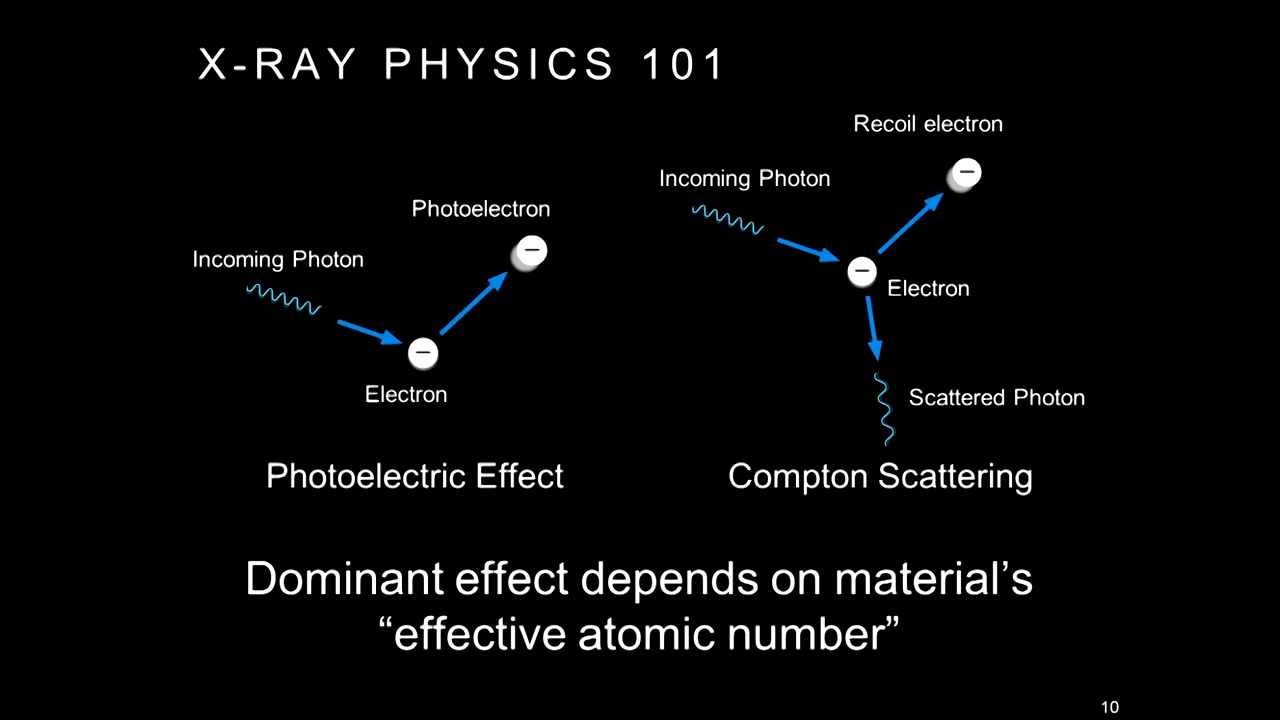 X-RAY PHYSICS 101
Incoming Photon
Photoelectron
Electron
Photoelectric Effect
Incoming Photon
Recoil electron
Electron
Scattered Photon
Compton Scattering
Dominant effect depends on material’s
“effective atomic number”
10